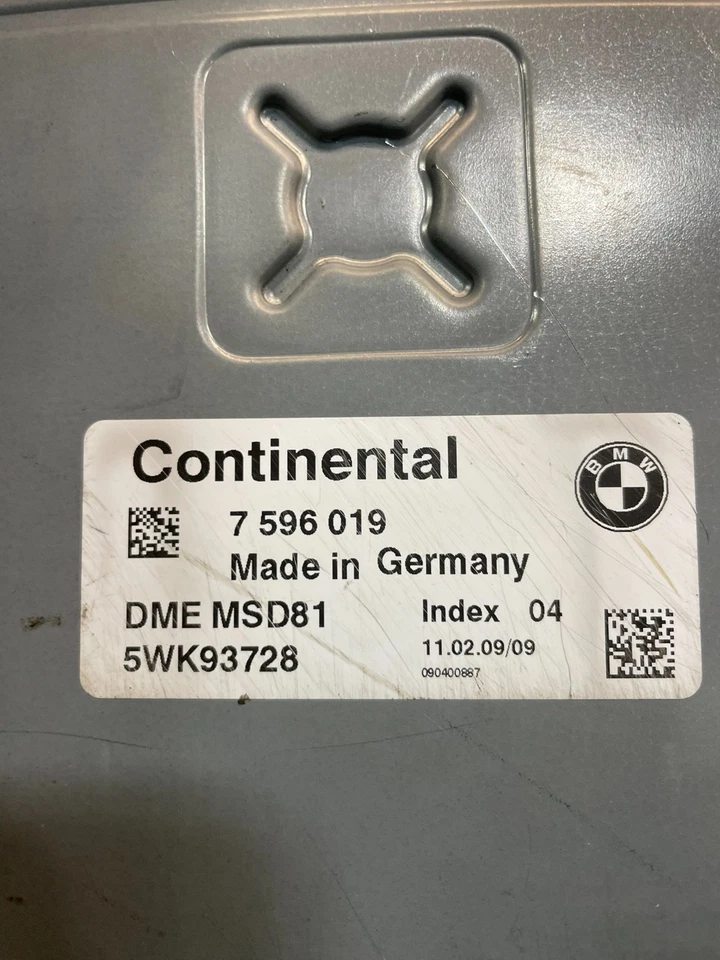 Continental
BMW
7 596 019
Made in Germany
DME MSD81
Index 04
5WK93728
11.02.09/09
090400887